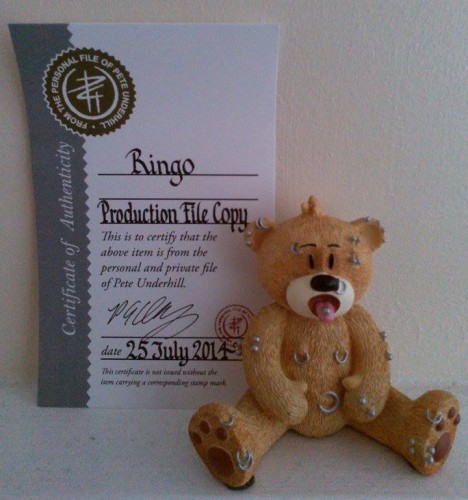 FROM THE PERSONAL FILE OF PETE UNDERHILL
Certificate of Authenticity
Ringo
Production File Copy
This is to certify that the
above item is from the
personal and private file
of Pete Underhill.
date 25 July 2014
This certificate is not issued without the
item carrying a corresponding stamp mark.